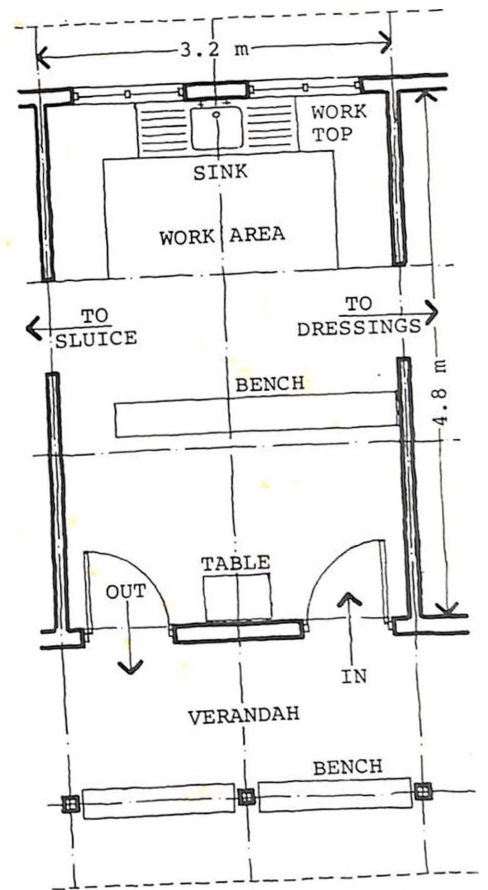 3.2 m
WORK
TOP
SINK
WORK AREA
TO
SLUICE
TO
DRESSINGS
BENCH
4.8 m
TABLE
OUT
IN
VERANDAH
BENCH